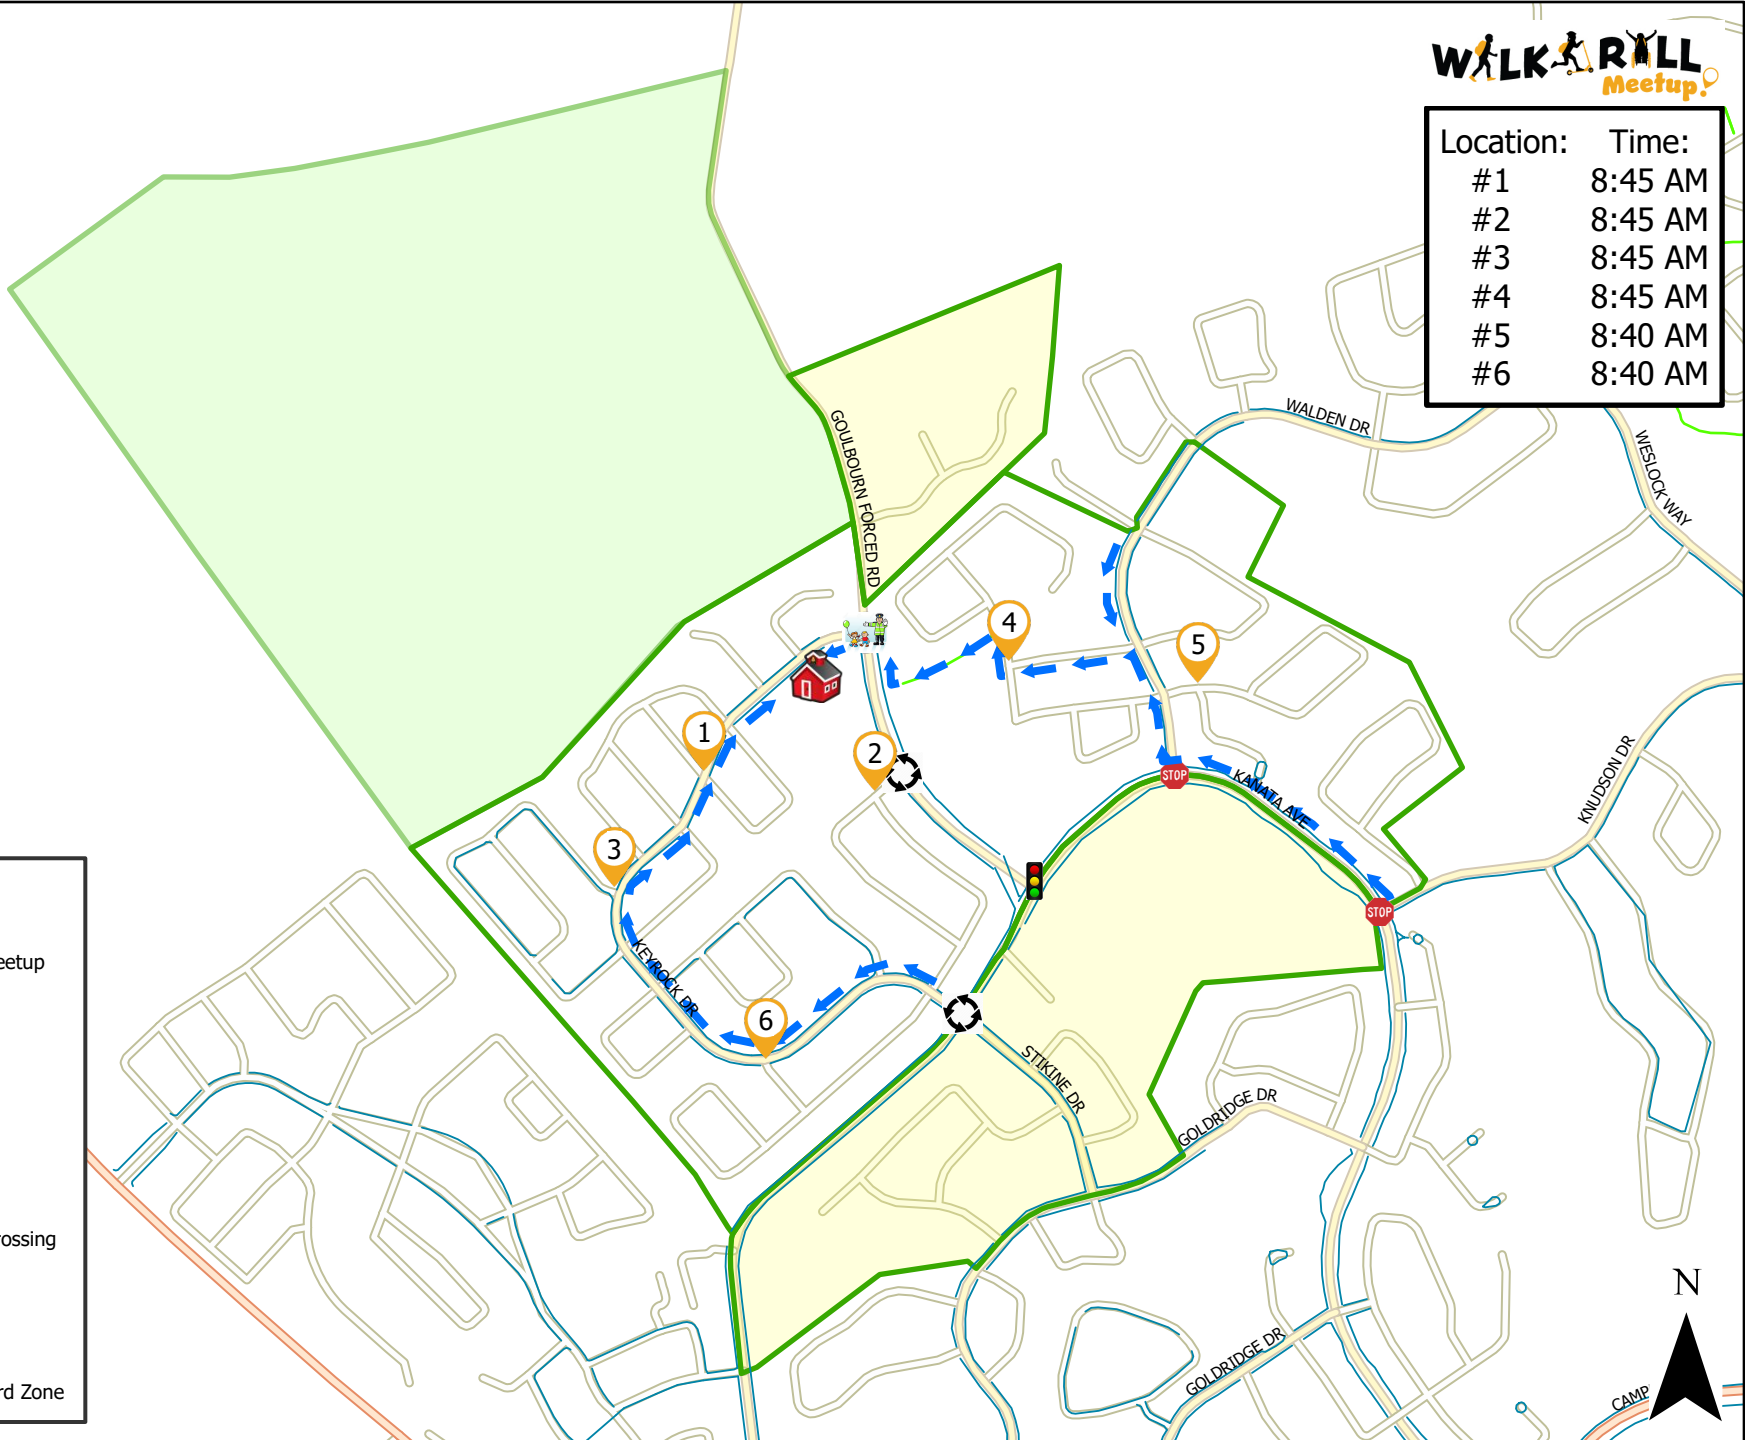 WALK & ROLL
Meetup!
Location: Time:
#1 8:45 AM
#2 8:45 AM
#3 8:45 AM
#4 8:45 AM
#5 8:40 AM
#6 8:40 AM
WALDEN DR
WESLOCK WAY
GOULBOURN FORCED RD
4
5
1
2
STOP
KANATA AVE
KNUDSON DR
3
STOP
KEYROCK DR
6
STIKINE DR
GOLDRIDGE DR
GOLDRIDGE DR
CAMP
N
eetup
rossing
rd Zone